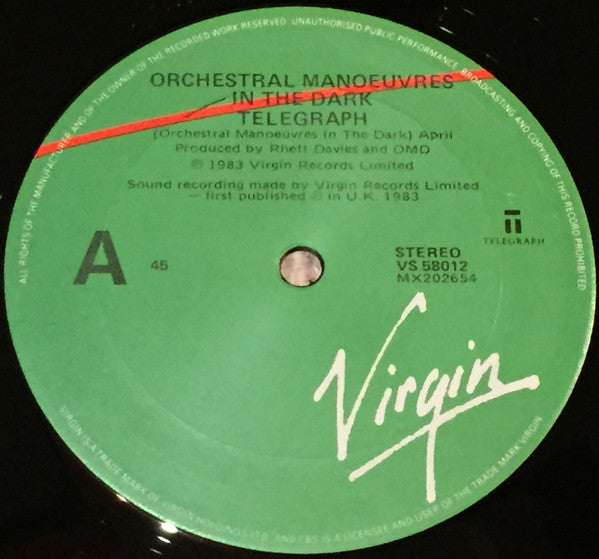 ALL RIGHTS OF THE MANUFACTURER AND OF THE OWNER OF THE RECORDED WORK RESERVED. UNAUTHORISED PUBLIC PERFORMANCE, BROADCASTING AND COPYING OF THIS RECORD PROHIBITED
ORCHESTRAL MANOEUVRES
IN THE DARK
TELEGRAPH
(Orchestral Manoeuvres In The Dark) April
Produced by Rhett Davies and OMD
℗ 1983 Virgin Records Limited
Sound recording made by Virgin Records Limited
— first published ℗ in U.K. 1983
TELEGRAPH
A
45
STEREO
VS 58012
MX202654
Virgin
VIRGIN IS A TRADE MARK OF VIRGIN HOLDINGS LTD. AND CBS IS A LICENSEE AND USER OF THE TRADE MARK VIRGIN